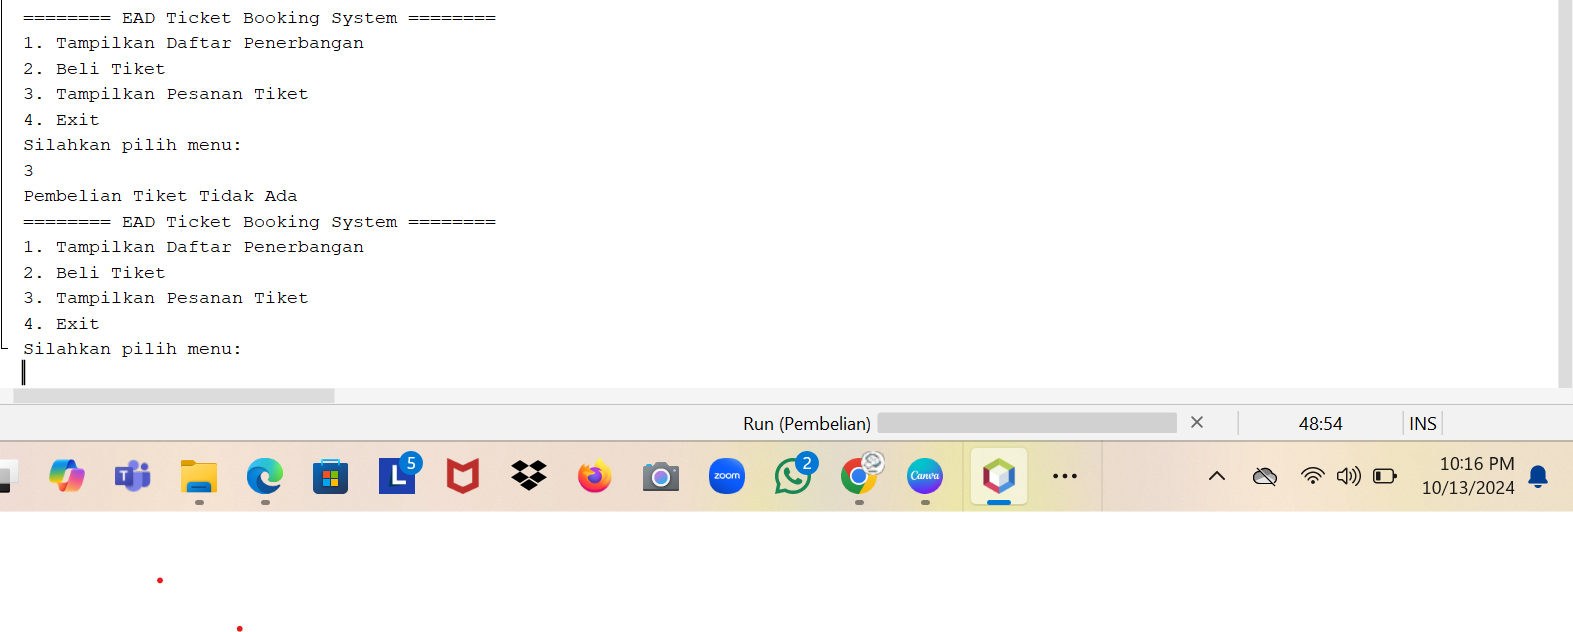 ======== EAD Ticket Booking System ========
1. Tampilkan Daftar Penerbangan
2. Beli Tiket
3. Tampilkan Pesanan Tiket
4. Exit
Silahkan pilih menu:
3
Pembelian Tiket Tidak Ada
======== EAD Ticket Booking System ========
1. Tampilkan Daftar Penerbangan
2. Beli Tiket
3. Tampilkan Pesanan Tiket
4. Exit
Silahkan pilih menu:
Run (Pembelian) 48:54 INS
T L 5 zoom 2 Canva 10:16 PM
10/13/2024